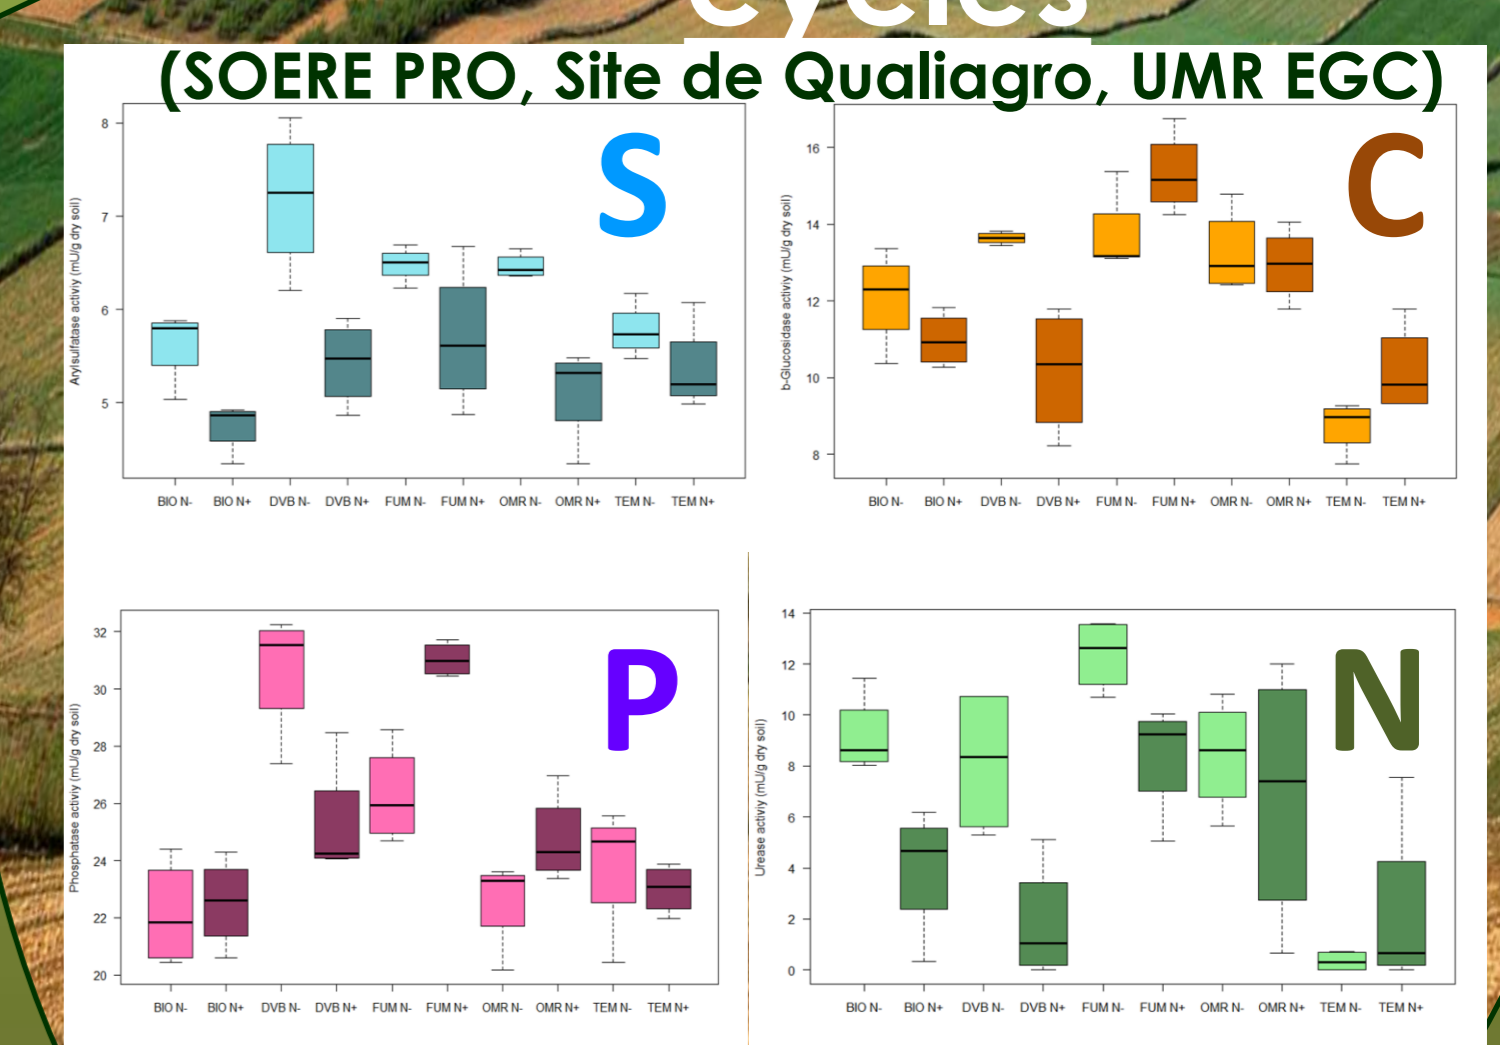 cycles
(SOERE PRO, Site de Qualiagro, UMR EGC)
S
Arylsulfatase activiy (mU/g dry soil)
8
7
6
5
BIO N- BIO N+ DVB N- DVB N+ FUM N- FUM N+ OMR N- OMR N+ TEM N- TEM N+
C
b-Glucosidase activiy (mU/g dry soil)
16
14
12
10
8
BIO N- BIO N+ DVB N- DVB N+ FUM N- FUM N+ OMR N- OMR N+ TEM N- TEM N+
P
Phosphatase activiy (mU/g dry soil)
32
30
28
26
24
22
20
BIO N- BIO N+ DVB N- DVB N+ FUM N- FUM N+ OMR N- OMR N+ TEM N- TEM N+
N
Urease activiy (mU/g dry soil)
14
12
10
8
6
4
2
0
BIO N- BIO N+ DVB N- DVB N+ FUM N- FUM N+ OMR N- OMR N+ TEM N- TEM N+